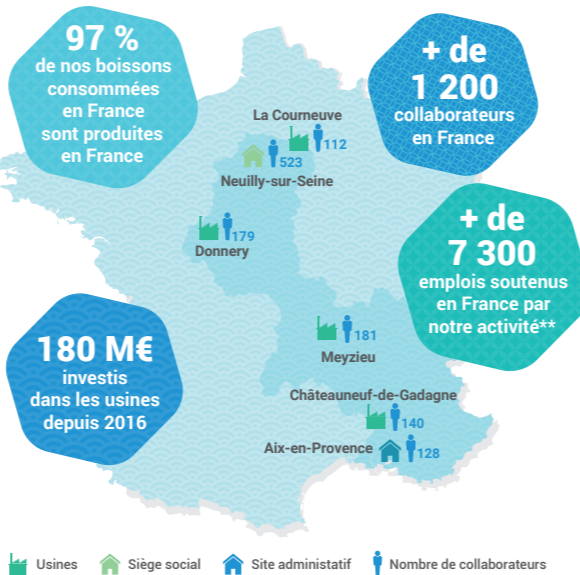 97 %
de nos boissons
consommées
en France
sont produites
en France
+ de
1 200
collaborateurs
en France
La Courneuve
112
523
Neuilly-sur-Seine
179
Donnery
+ de
7 300
emplois soutenus
en France par
notre activité**
181
Meyzieu
180 M€
investis
dans les usines
depuis 2016
Châteauneuf-de-Gadagne
140
Aix-en-Provence
128
Usines
Siège social
Site administatif
Nombre de collaborateurs